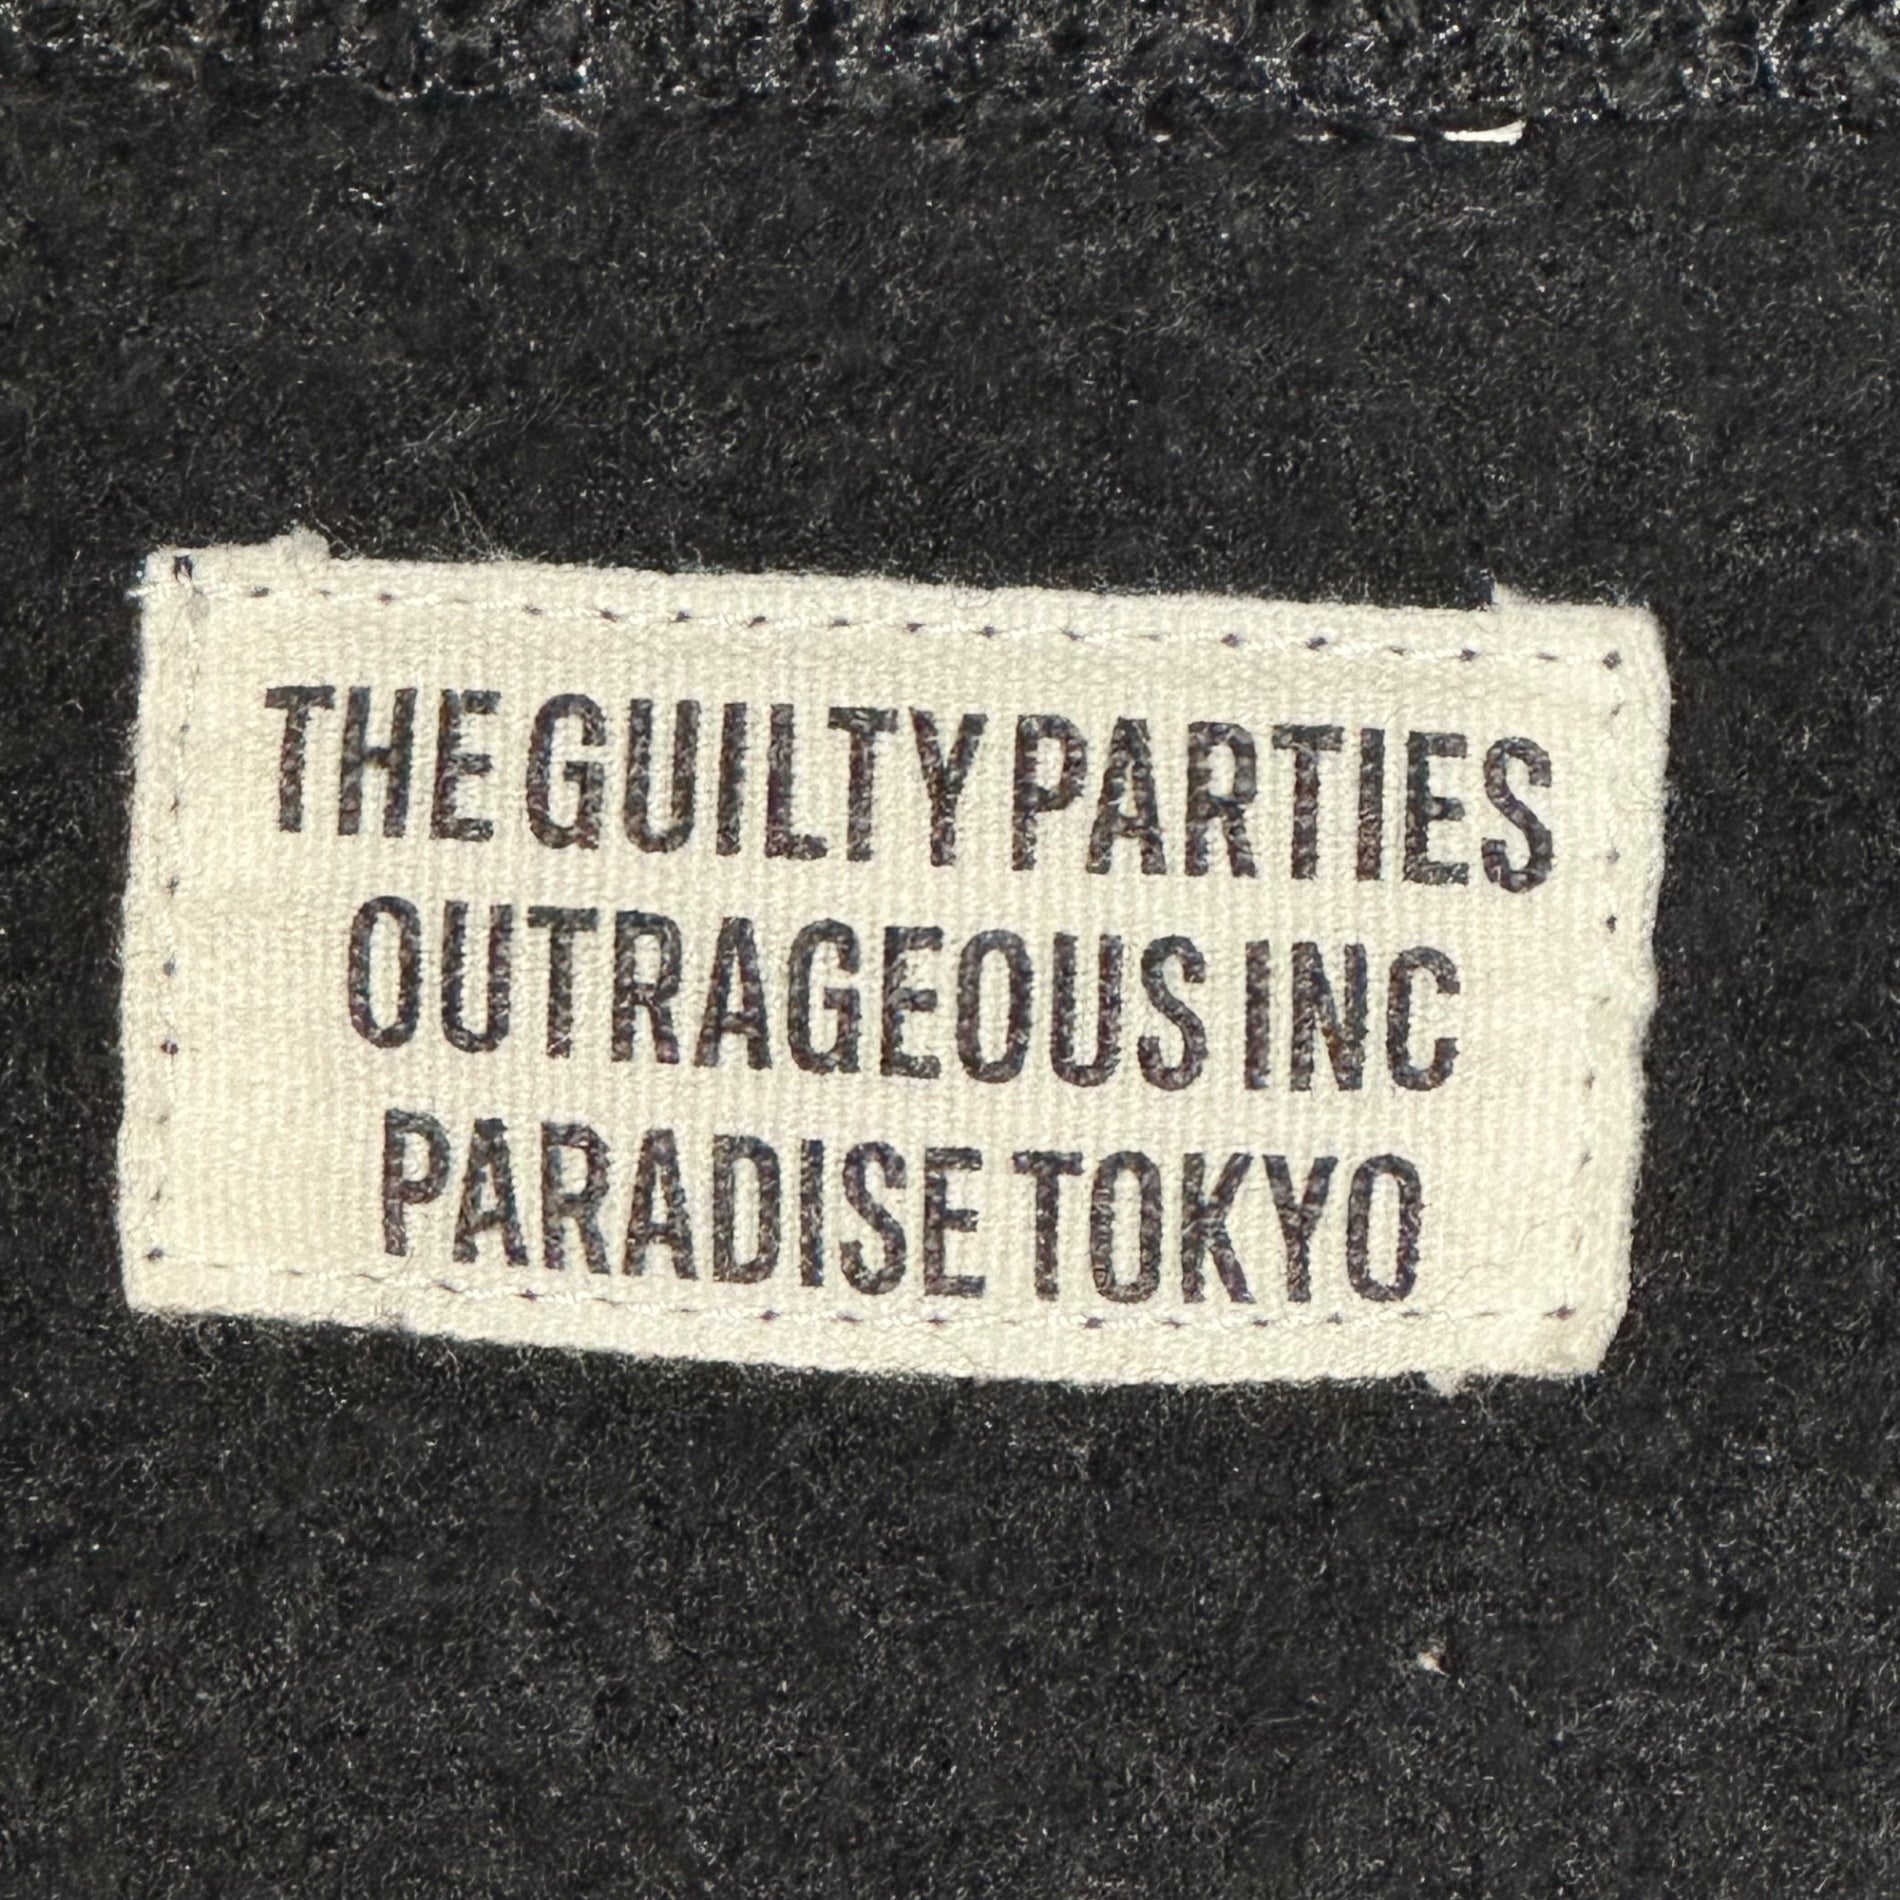 THE GUILTY PARTIES
OUTRAGEOUS INC
PARADISE TOKYO